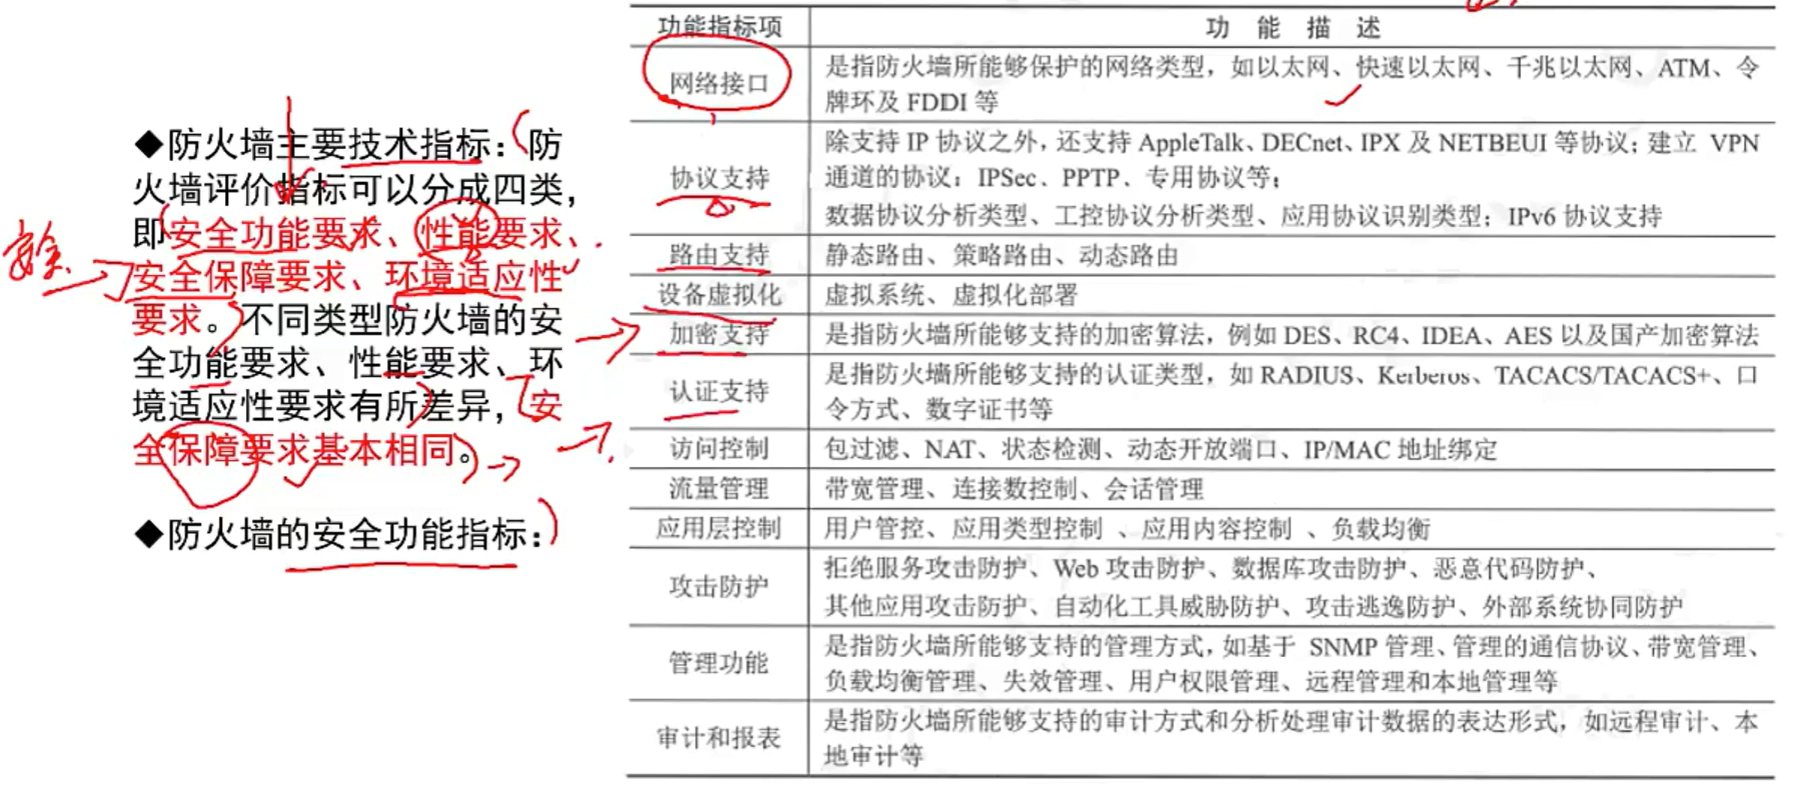 ◆防火墙主要技术指标：（防
火墙评价指标可以分成四类，
即安全功能要求、性能要求、
安全保障要求、环境适应性
要求。不同类型防火墙的安
全功能要求、性能要求、环
境适应性要求有所差异，安
全保障要求基本相同。
◆防火墙的安全功能指标：
功能指标项 功 能 描 述
网络接口 是指防火墙所能够保护的网络类型，如以太网、快速以太网、千兆以太网、ATM、令
牌环及 FDDI 等
协议支持 除支持 IP 协议之外，还支持 AppleTalk、DECnet、IPX 及 NETBEUI 等协议；建立 VPN
通道的协议：IPSec、PPTP、专用协议等；
数据协议分析类型、工控协议分析类型、应用协议识别类型；IPv6 协议支持
路由支持 静态路由、策略路由、动态路由
设备虚拟化 虚拟系统、虚拟化部署
加密支持 是指防火墙所能够支持的加密算法，例如 DES、RC4、IDEA、AES 以及国产加密算法
认证支持 是指防火墙所能够支持的认证类型，如 RADIUS、Kerberos、TACACS/TACACS+、口
令方式、数字证书等
访问控制 包过滤、NAT、状态检测、动态开放端口、IP/MAC 地址绑定
流量管理 带宽管理、连接数控制、会话管理
应用层控制 用户管控、应用类型控制 、应用内容控制 、负载均衡
攻击防护 拒绝服务攻击防护、Web 攻击防护、数据库攻击防护、恶意代码防护、
其他应用攻击防护、自动化工具威胁防护、攻击逃逸防护、外部系统协同防护
管理功能 是指防火墙所能够支持的管理方式，如基于 SNMP 管理、管理的通信协议、带宽管理、
负载均衡管理、失效管理、用户权限管理、远程管理和本地管理等
审计和报表 是指防火墙所能够支持的审计方式和分析处理审计数据的表达形式，如远程审计、本
地审计等